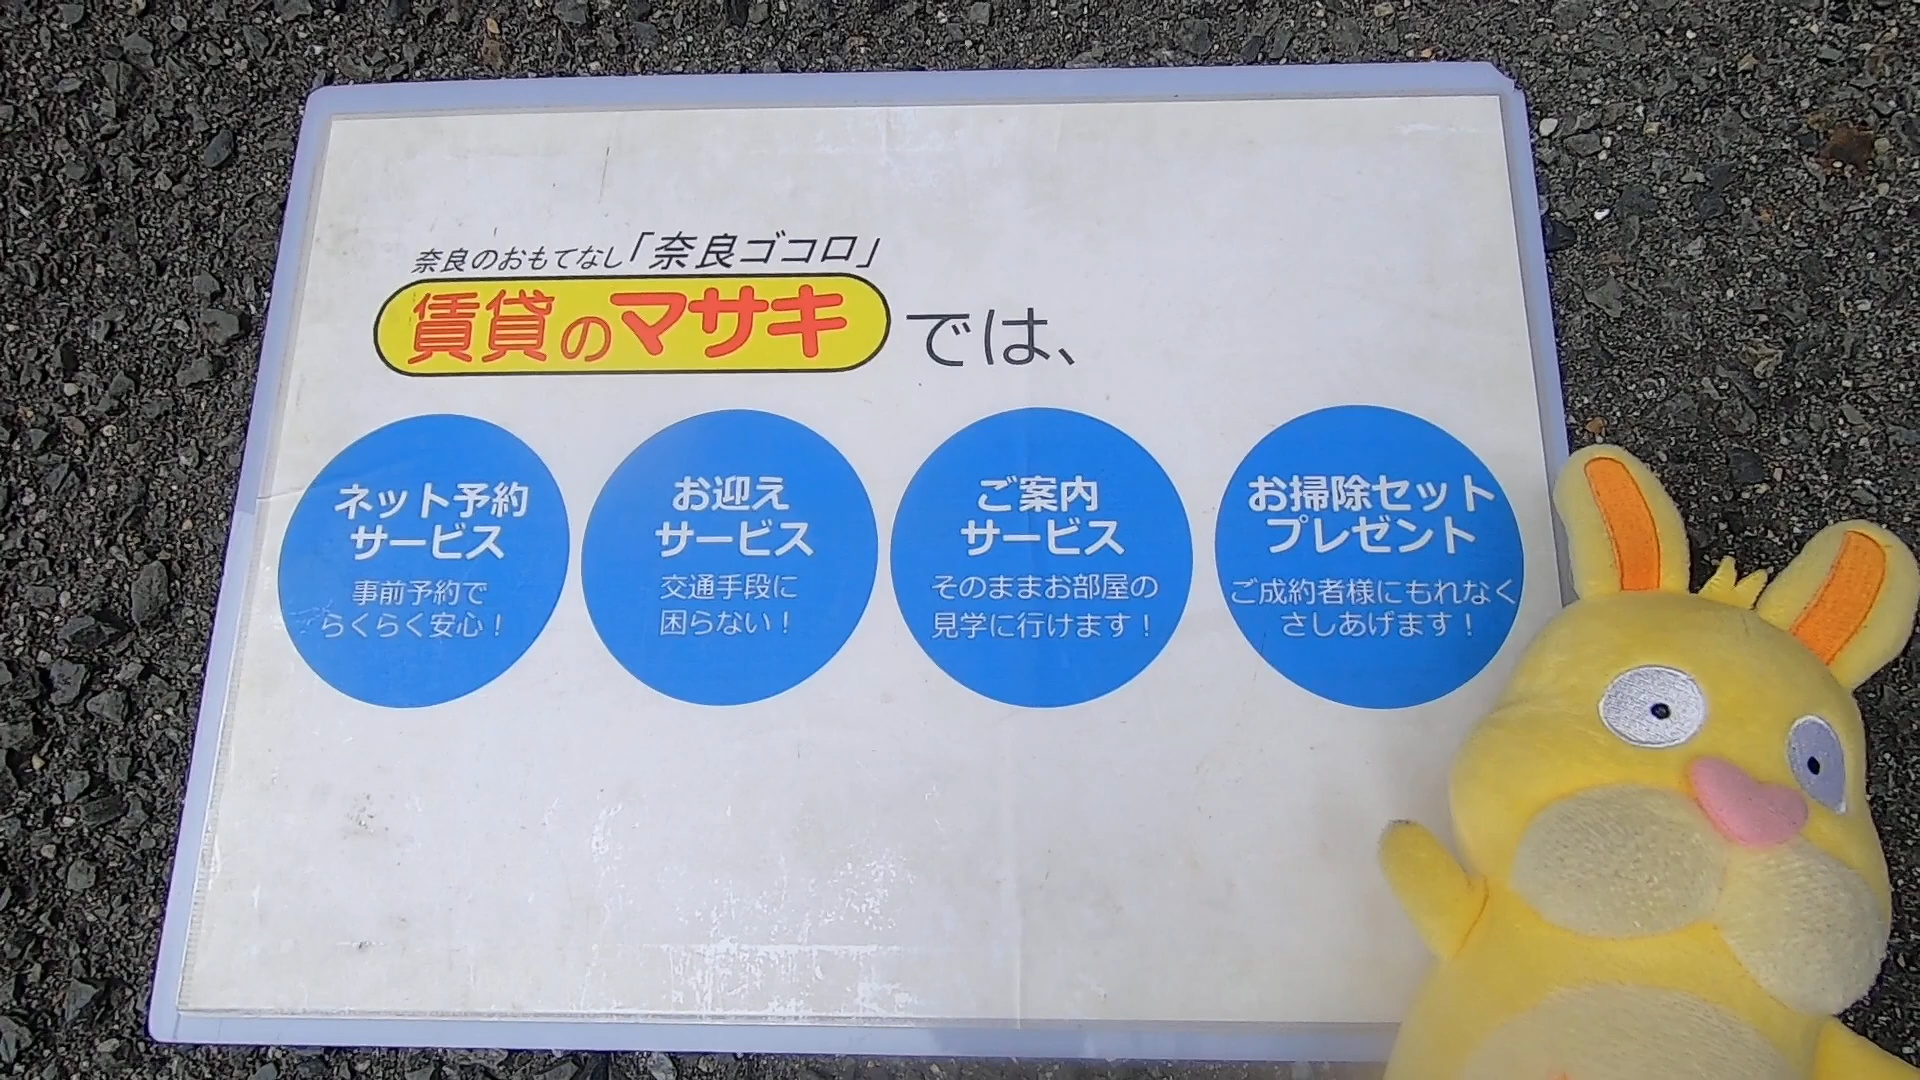 奈良のおもてなし「奈良ゴコロ」
賃貸のマサキでは、
ネット予約
サービス
事前予約で
らくらく安心！
お迎え
サービス
交通手段に
困らない！
ご案内
サービス
そのままお部屋の
見学に行けます！
お掃除セット
プレゼント
ご成約者様にもれなく
さしあげます！